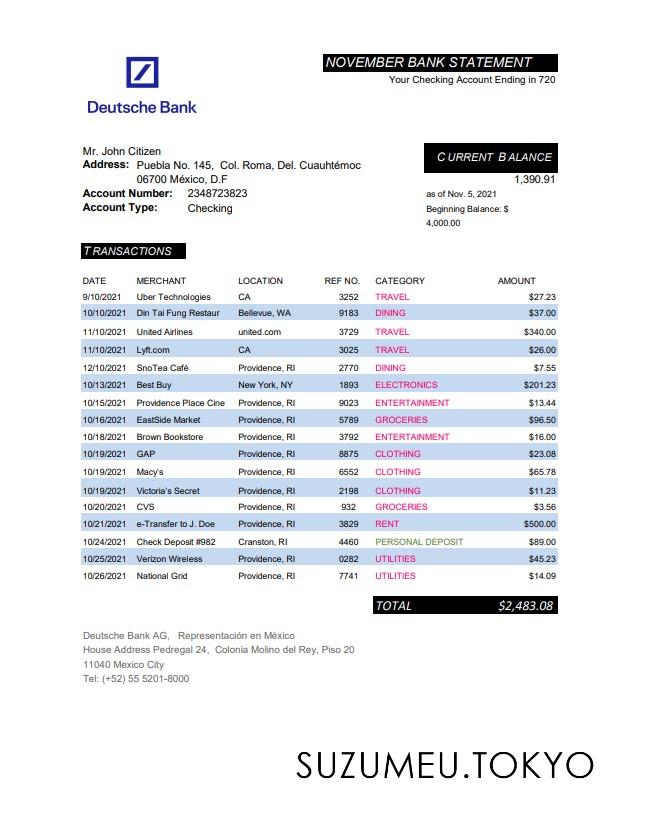 NOVEMBER BANK STATEMENT
Your Checking Account Ending in 720
Deutsche Bank
Mr. John Citizen
Address: Puebla No. 145, Col. Roma, Del. Cuauhtémoc
06700 México, D.F
Account Number: 2348723823
Account Type: Checking
CURRENT BALANCE
1,390.91
as of Nov. 5, 2021
Beginning Balance: $
4,000.00
TRANSACTIONS
DATE MERCHANT LOCATION REF NO. CATEGORY AMOUNT
9/10/2021 Uber Technologies CA 3252 TRAVEL $27.23
10/10/2021 Din Tai Fung Restaur Bellevue, WA 9183 DINING $37.00
11/10/2021 United Airlines united.com 3729 TRAVEL $340.00
11/10/2021 Lyft.com CA 3025 TRAVEL $26.00
12/10/2021 SnoTea Café Providence, RI 2770 DINING $7.55
10/13/2021 Best Buy New York, NY 1893 ELECTRONICS $201.23
10/15/2021 Providence Place Cine Providence, RI 9023 ENTERTAINMENT $13.44
10/16/2021 EastSide Market Providence, RI 5789 GROCERIES $96.50
10/18/2021 Brown Bookstore Providence, RI 3792 ENTERTAINMENT $16.00
10/19/2021 GAP Providence, RI 8875 CLOTHING $23.08
10/19/2021 Macy's Providence, RI 6552 CLOTHING $65.78
10/19/2021 Victoria's Secret Providence, RI 2198 CLOTHING $11.23
10/20/2021 CVS Providence, RI 932 GROCERIES $3.56
10/21/2021 e-Transfer to J. Doe Providence, RI 3829 RENT $500.00
10/24/2021 Check Deposit #982 Cranston, RI 4460 PERSONAL DEPOSIT $89.00
10/25/2021 Verizon Wireless Providence, RI 0282 UTILITIES $45.23
10/26/2021 National Grid Providence, RI 7741 UTILITIES $14.09
TOTAL $2,483.08
Deutsche Bank AG, Representación en México
House Address Pedregal 24, Colonia Molino del Rey, Piso 20
11040 Mexico City
Tel: (+52) 55 5201-8000
SUZUMEU.TOKYO